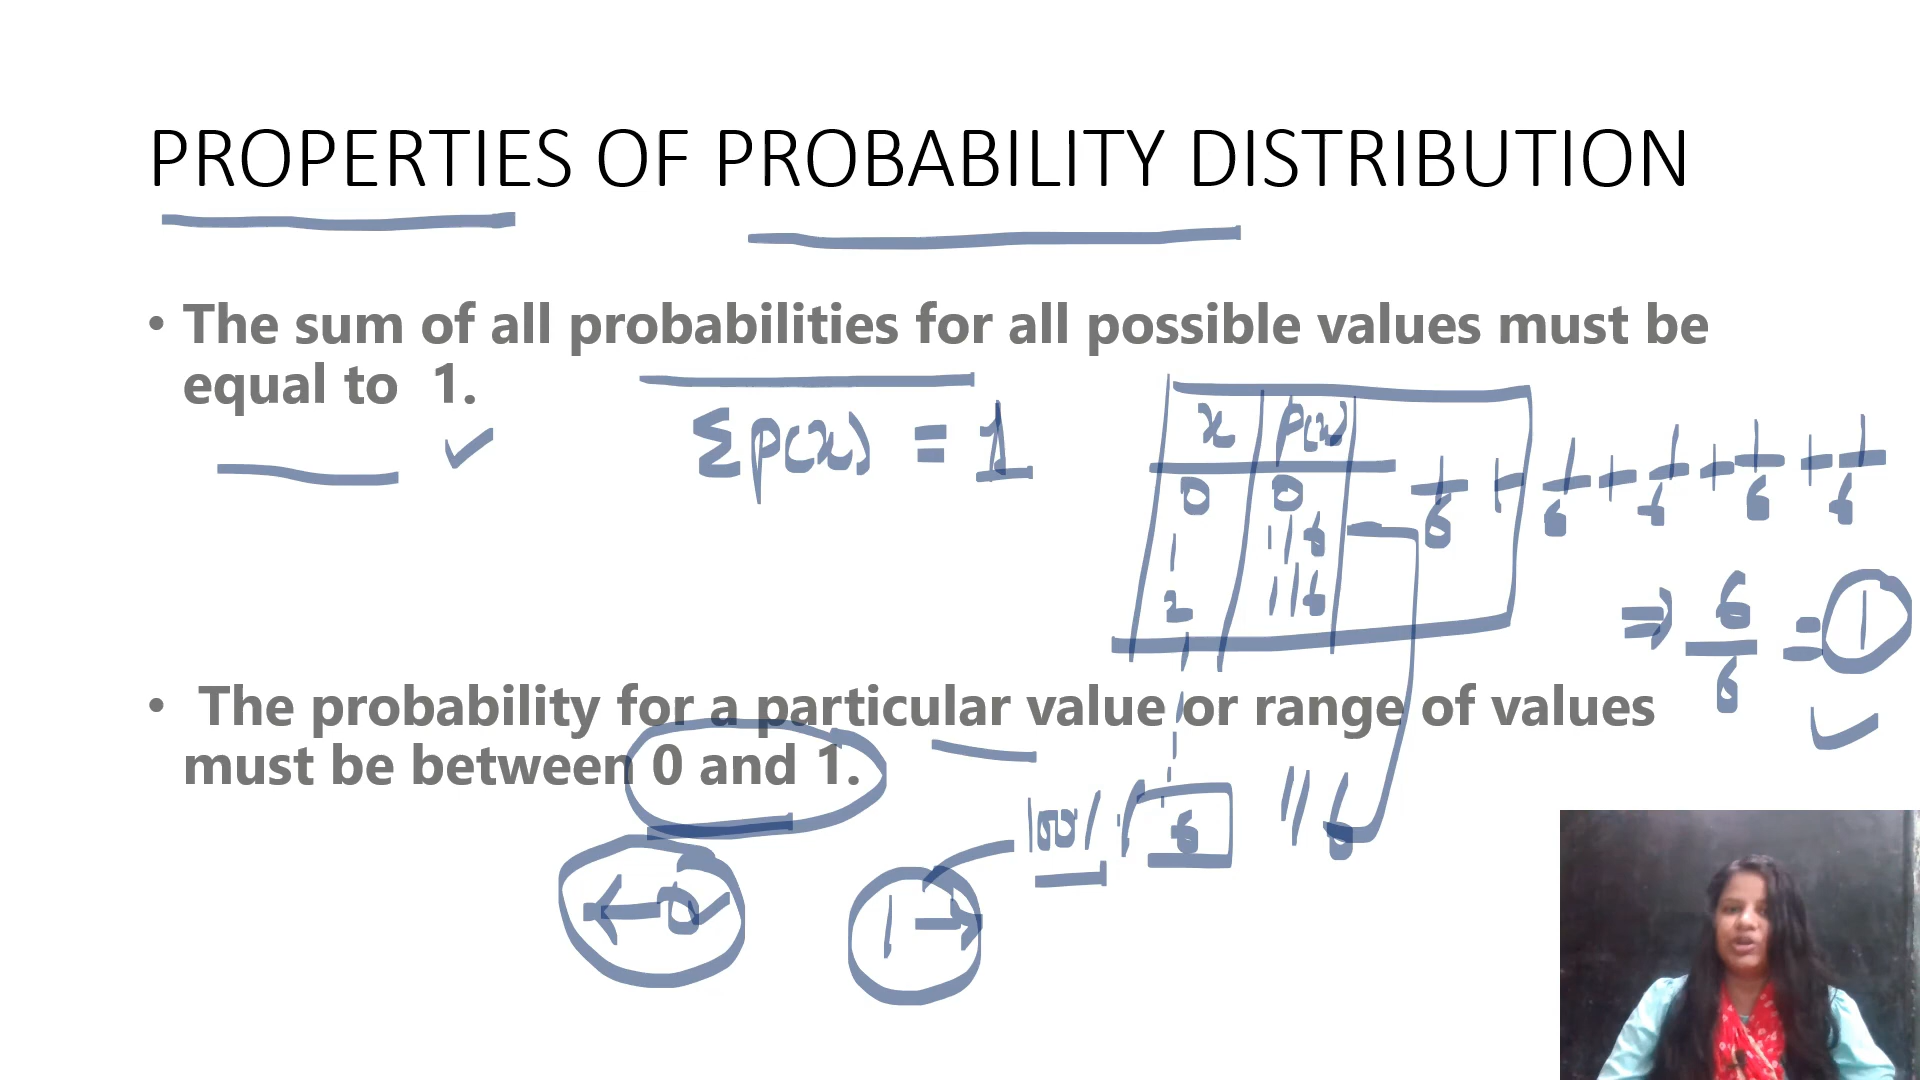 PROPERTIES OF PROBABILITY DISTRIBUTION
• The sum of all probabilities for all possible values must be
equal to 1.
Σp(x) = 1
x p(x)
0 0
1 1/6
2 1/6
6 1/6
1/6 + 1/6 + 1/6 + 1/6 + 1/6
⇒ 6/6 = 1
• The probability for a particular value or range of values
must be between 0 and 1.
← 0
1 →